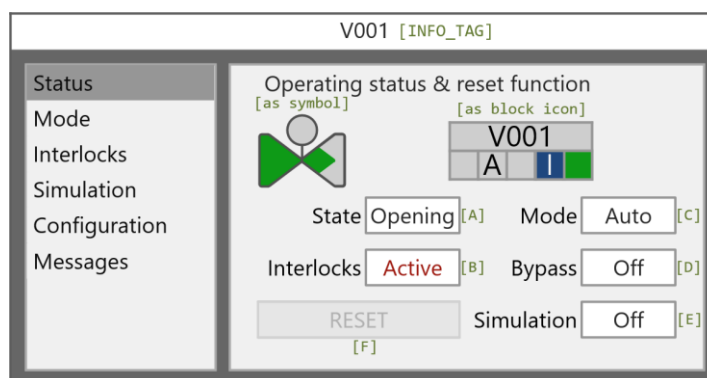 V001 [INFO_TAG]
Status
Mode
Interlocks
Simulation
Configuration
Messages
Operating status & reset function
[as symbol]
[as block icon]
V001
A I
State Opening [A] Mode Auto [C]
Interlocks Active [B] Bypass Off [D]
RESET Simulation Off [E]
[F]